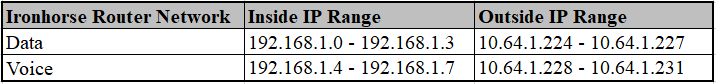 Ironhorse Router Network Inside IP Range Outside IP Range
Data 192.168.1.0 - 192.168.1.3 10.64.1.224 - 10.64.1.227
Voice 192.168.1.4 - 192.168.1.7 10.64.1.228 - 10.64.1.231